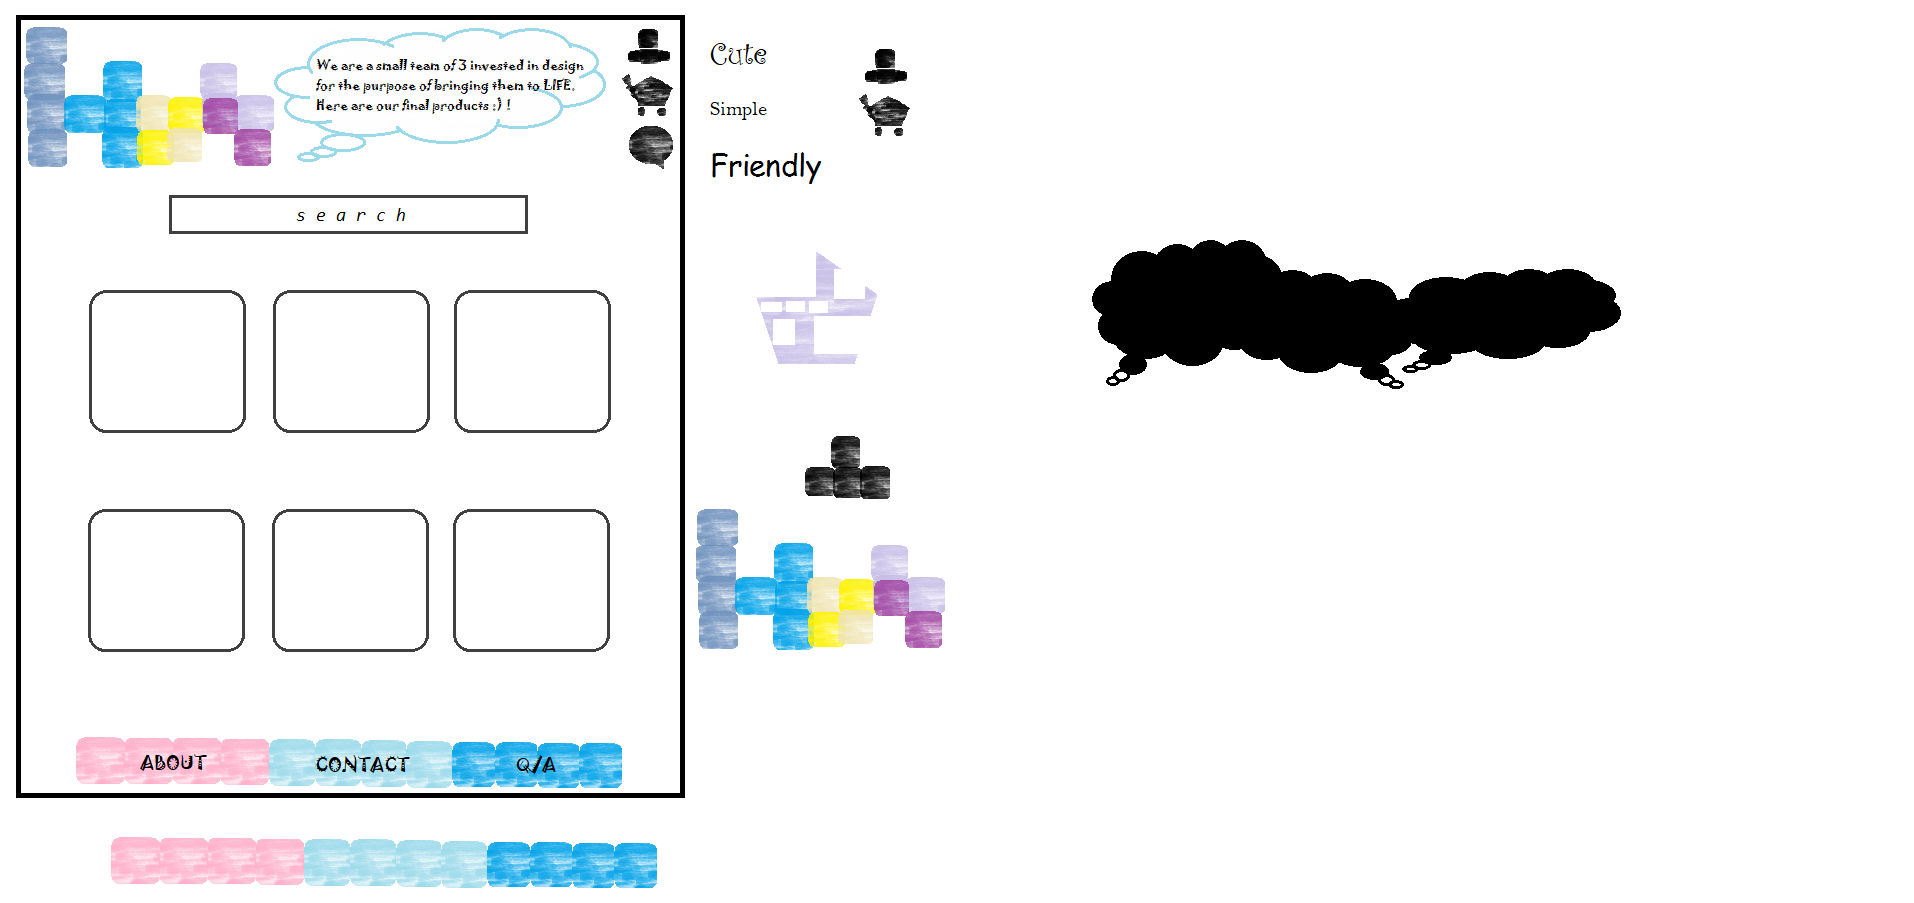 We are a small team of 3 invested in design
for the purpose of bringing them to LIFE.
Here are our final products :) !
search
ABOUT
CONTACT
Q/A
Cute
Simple
Friendly